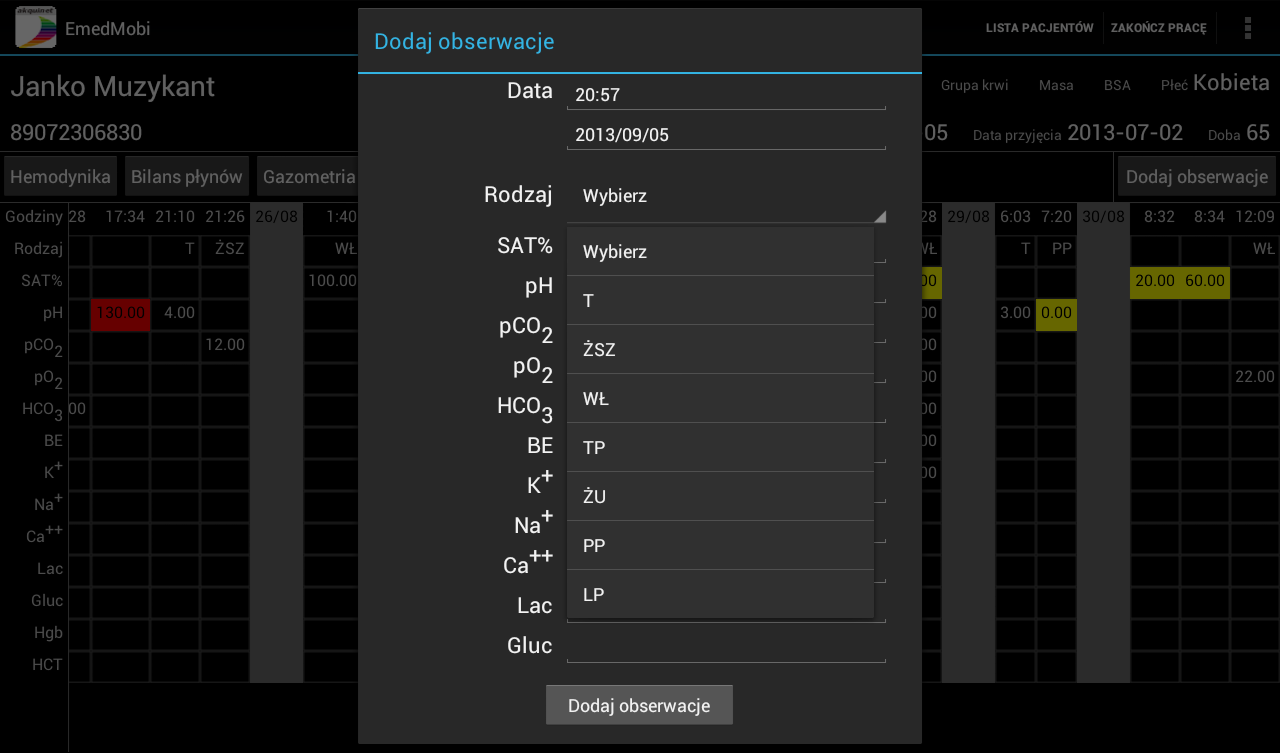 akquinet
EmedMobi
LISTA PACJENTÓW
ZAKOŃCZ PRACĘ
Janko Muzykant
Grupa krwi Masa BSA Płeć Kobieta
89072306830
05 Data przyjęcia 2013-07-02 Doba 65
Hemodynika
Bilans płynów
Gazometria
Dodaj obserwacje
Godziny 28 17:34 21:10 21:26 26/08 1:40 28 29/08 6:03 7:20 30/08 8:32 8:34 12:09
Rodzaj T ŻSZ WŁ WŁ T PP WŁ
SAT% 100.00 00 20.00 60.00
pH 130.00 4.00 00 3.00 0.00
pCO2 12.00 00
pO2 00 22.00
HCO3 00 00
BE 00
K+ 00
Na+
Ca++
Lac
Gluc
Hgb
HCT
Dodaj obserwacje
Data 20:57
2013/09/05
Rodzaj Wybierz
SAT%
pH
pCO2
pO2
HCO3
BE
K+
Na+
Ca++
Lac
Gluc
Wybierz
T
ŻSZ
WŁ
TP
ŻU
PP
LP
Dodaj obserwacje